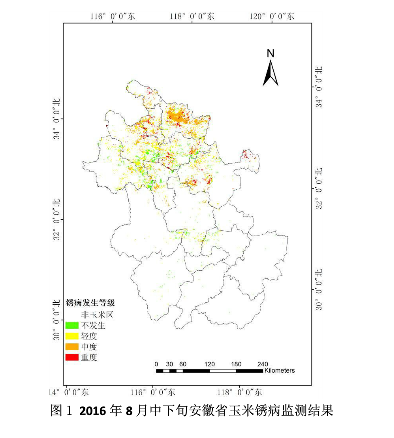 116° 0'0"东 118° 0'0"东 120° 0'0"东
N
34° 0'0"北
34° 0'0"北
32° 0'0"北
32° 0'0"北
30° 0'0"北
30° 0'0"北
锈病发生等级
非玉米区
不发生
轻度
中度
重度
0 30 60 120 180 240
Kilometers
14° 0'0"东 116° 0'0"东 118° 0'0"东
图 1 2016 年 8 月中下旬安徽省玉米锈病监测结果